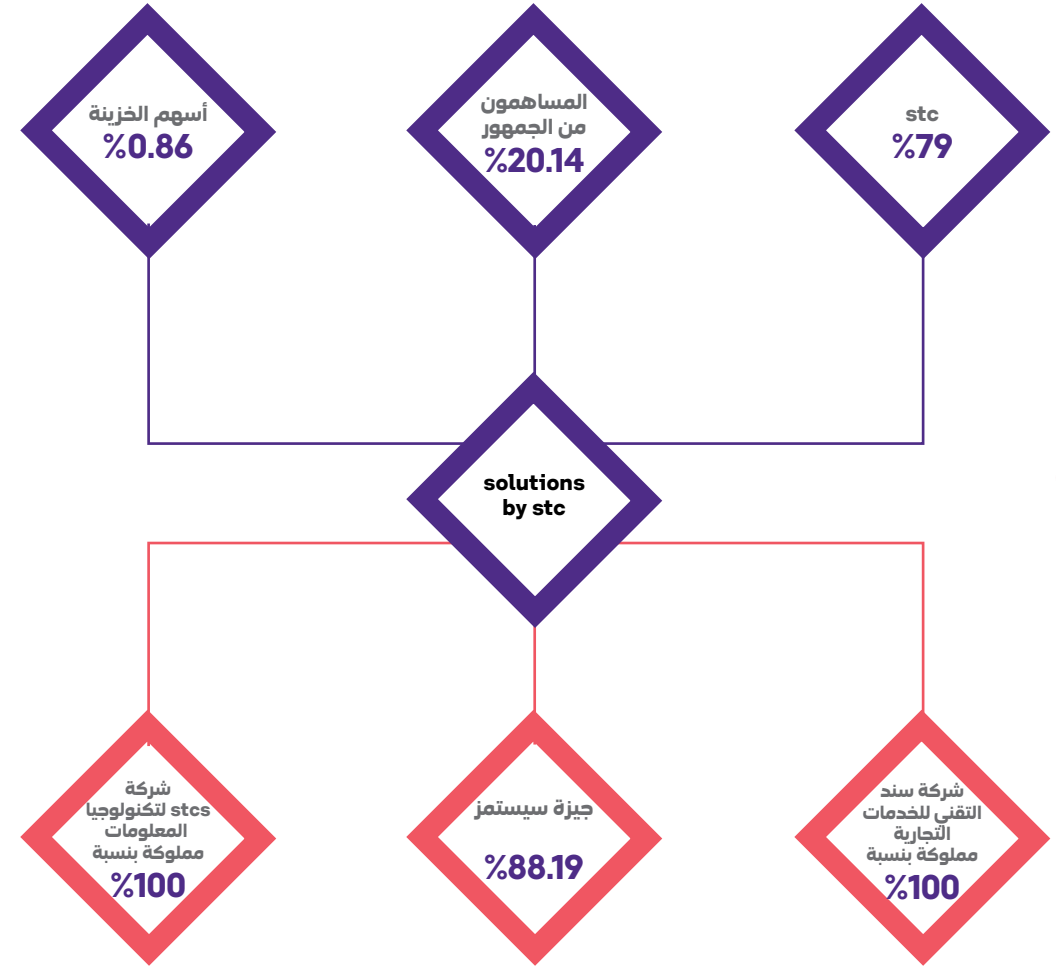 stc
%79
المساهمون
من الجمهور
%20.14
أسهم الخزينة
%0.86
solutions
by stc
شركة سند
التقني للخدمات
التجارية
مملوكة بنسبة
%100
جيزة سيستمز
%88.19
شركة
stcs لتكنولوجيا
المعلومات
مملوكة بنسبة
%100